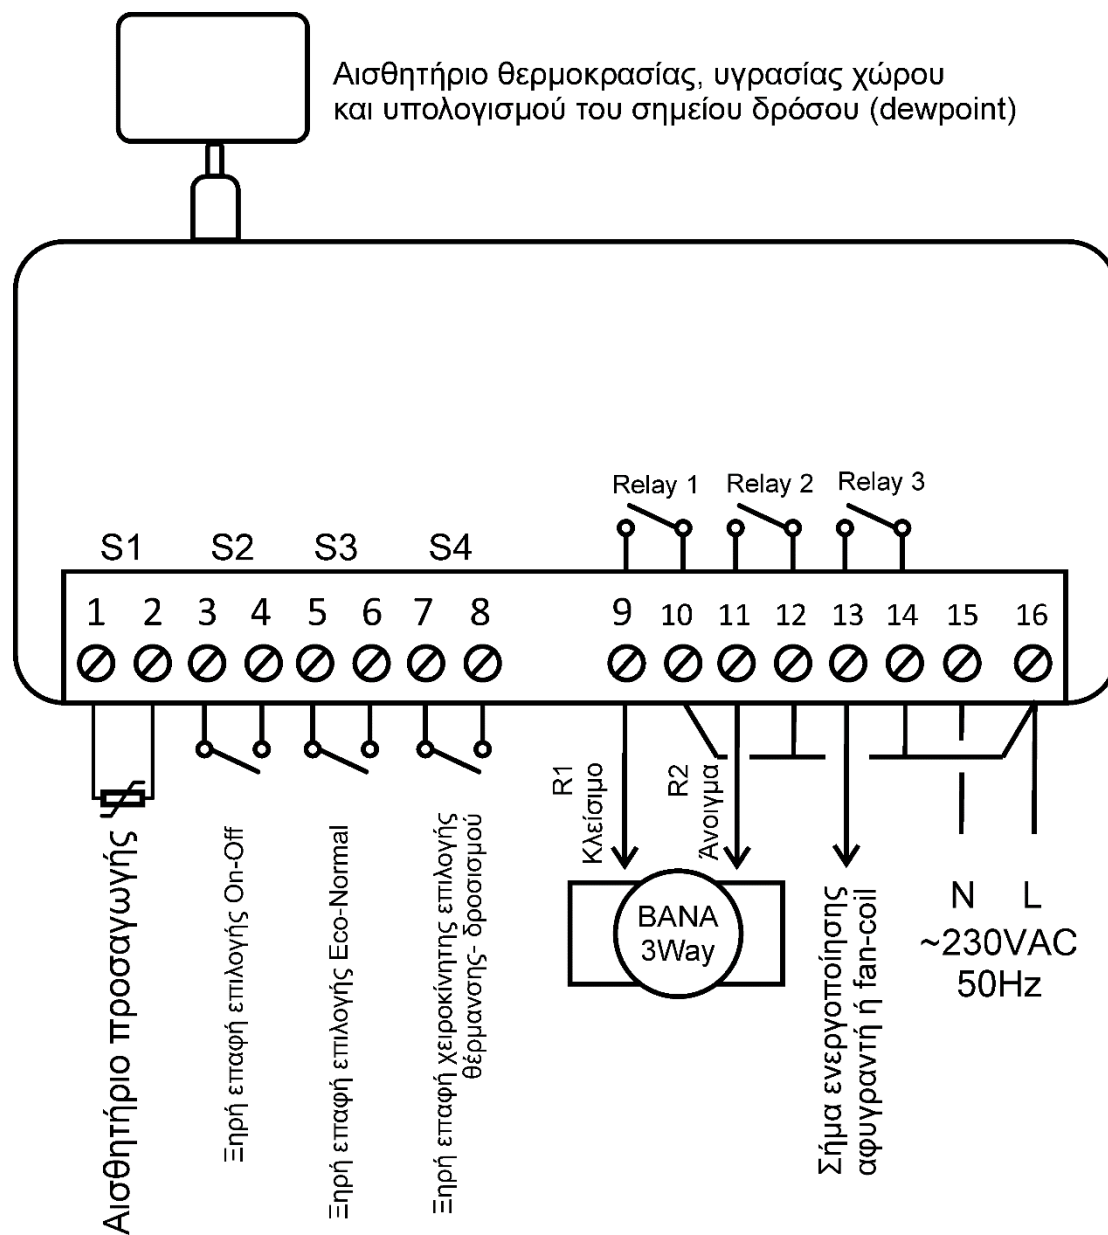 Αισθητήριο θερμοκρασίας, υγρασίας χώρου
και υπολογισμού του σημείου δρόσου (dewpoint)
Relay 1 Relay 2 Relay 3
S1 S2 S3 S4
1 2 3 4 5 6 7 8 9 10 11 12 13 14 15 16
R1
Κλείσιμο
R2
Άνοιγμα
Αισθητήριο προσαγωγής
Ξηρή επαφή επιλογής On-Off
Ξηρή επαφή επιλογής Eco-Normal
Ξηρή επαφή χειροκίνητης επιλογής
θέρμανσης- δροσισμού
ΒΑΝΑ
3Way
Σήμα ενεργοποίησης
αφυγραντή ή fan-coil
N L
~230VAC
50Hz